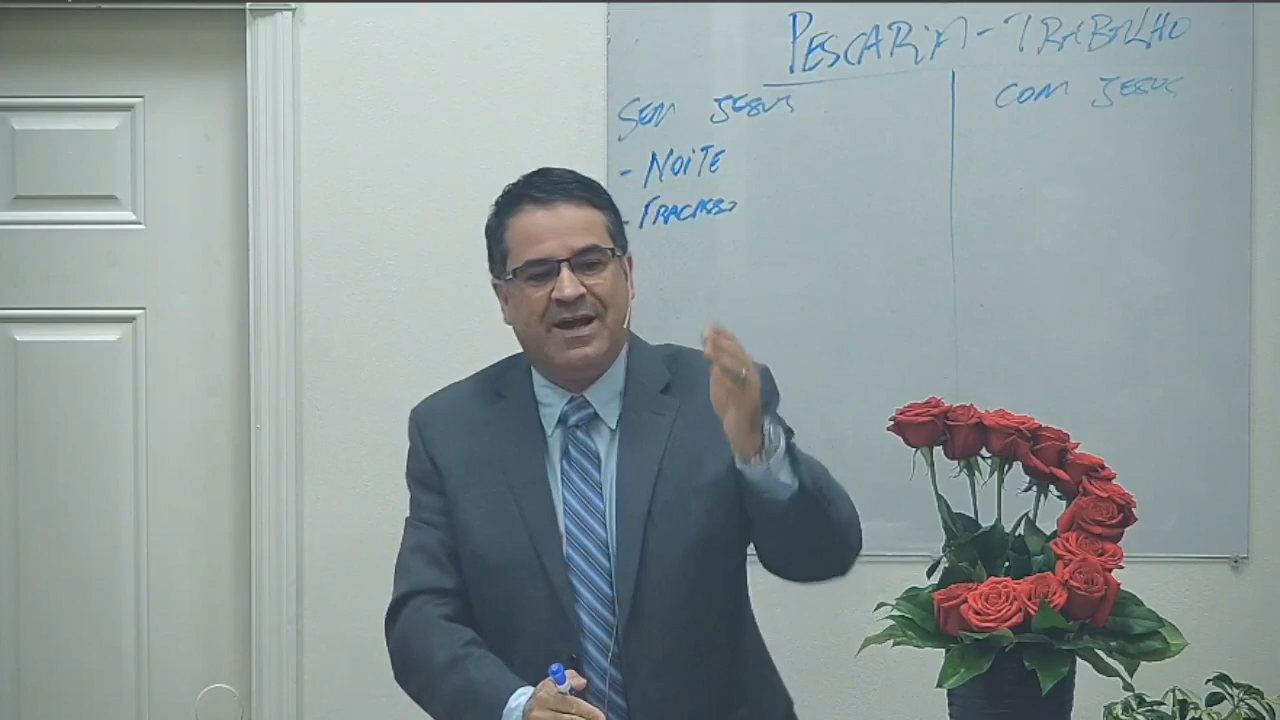 PESCARIA - TRABALHO
SEM JESUS
COM JESUS
- NOITE
- FRACASSO